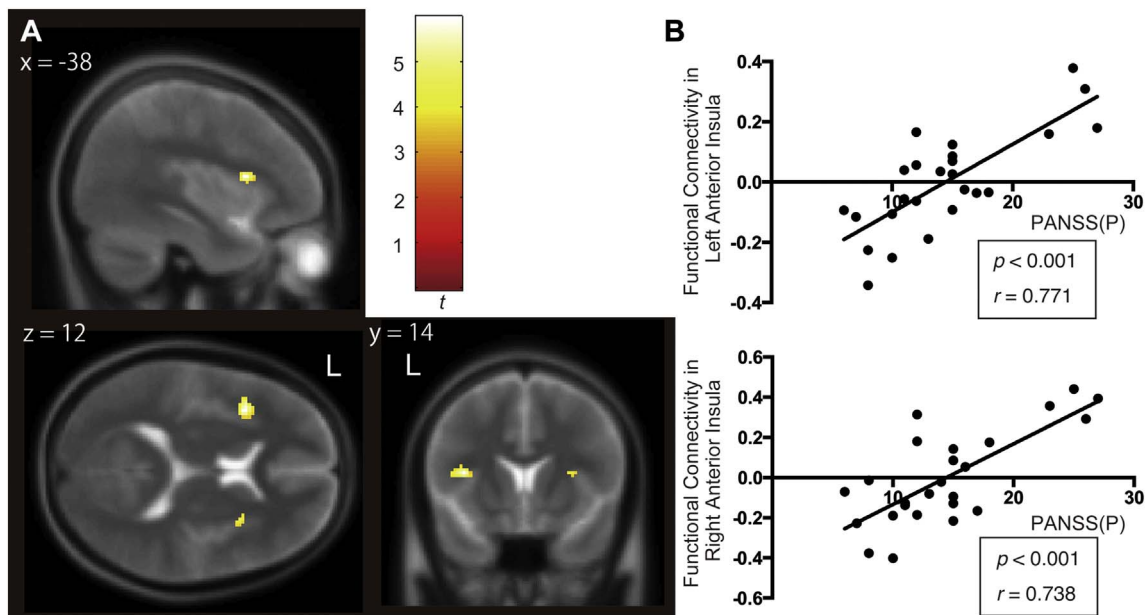 A
x = -38
5
4
3
2
1
t
z = 12
L
y = 14
L
B
Functional Connectivity in
Left Anterior Insula
0.4
0.2
0.0
-0.2
-0.4
10
20
30
PANSS(P)
p < 0.001
r = 0.771
Functional Connectivity in
Right Anterior Insula
0.6
0.4
0.2
0.0
-0.2
-0.4
-0.6
10
20
30
PANSS(P)
p < 0.001
r = 0.738